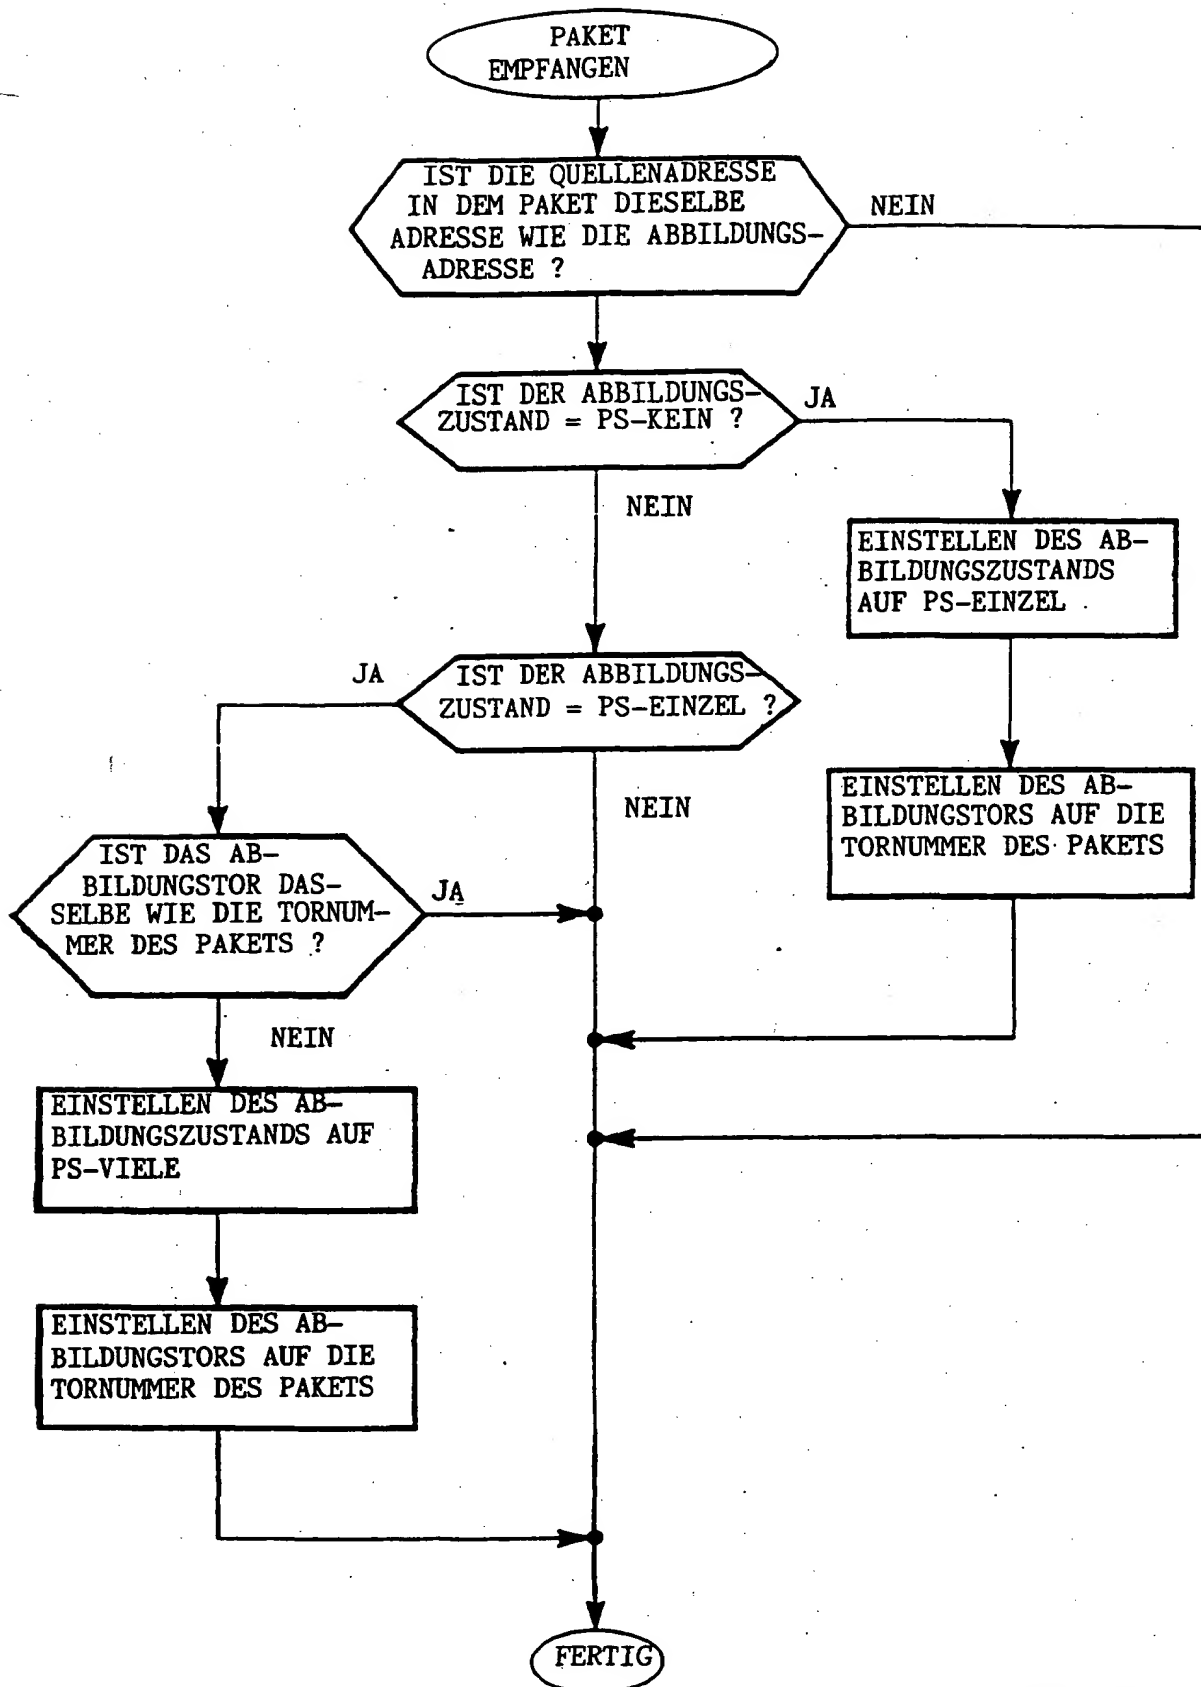 PAKET
EMPFANGEN
IST DIE QUELLENADRESSE
IN DEM PAKET DIESELBE
ADRESSE WIE DIE ABBILDUNGS-
ADRESSE ?
NEIN
IST DER ABBILDUNGS-
ZUSTAND = PS-KEIN ?
JA
NEIN
EINSTELLEN DES AB-
BILDUNGSZUSTANDS
AUF PS-EINZEL
JA
IST DER ABBILDUNGS-
ZUSTAND = PS-EINZEL ?
NEIN
EINSTELLEN DES AB-
BILDUNGSTORS AUF DIE
TORNUMMER DES PAKETS
IST DAS AB-
BILDUNGSTOR DAS-
SELBE WIE DIE TORNUM-
MER DES PAKETS ?
JA
NEIN
EINSTELLEN DES AB-
BILDUNGSZUSTANDS AUF
PS-VIELE
EINSTELLEN DES AB-
BILDUNGSTORS AUF DIE
TORNUMMER DES PAKETS
FERTIG